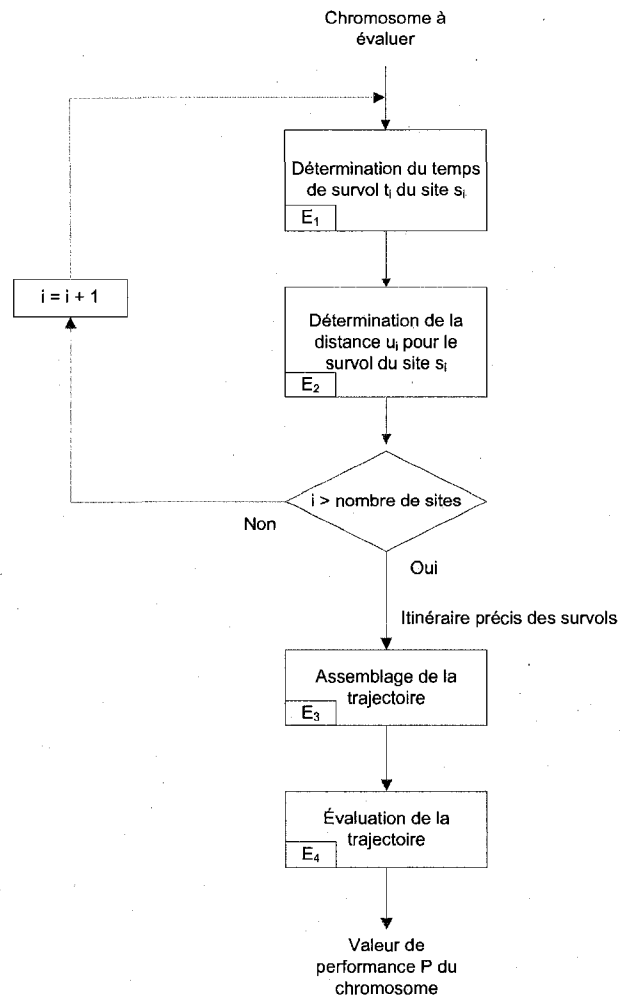 Chromosome à
évaluer
Détermination du temps
de survol tᵢ du site sᵢ
E₁
i = i + 1
Détermination de la
distance uᵢ pour le
survol du site sᵢ
E₂
i > nombre de sites
Non
Oui
Itinéraire précis des survols
Assemblage de la
trajectoire
E₃
Évaluation de la
trajectoire
E₄
Valeur de
performance P du
chromosome